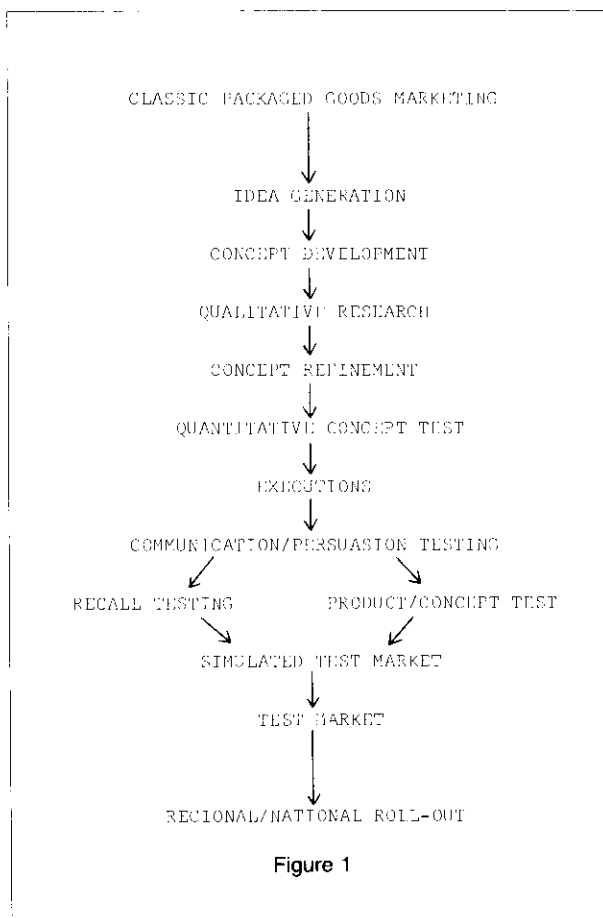 CLASSIC PACKAGED GOODS MARKETING
IDEA GENERATION
CONCEPT DEVELOPMENT
QUALITATIVE RESEARCH
CONCEPT REFINEMENT
QUANTITATIVE CONCEPT TEST
EXECUTIONS
COMMUNICATION/PERSUASION TESTING
RECALL TESTING PRODUCT/CONCEPT TEST
SIMULATED TEST MARKET
TEST MARKET
REGIONAL/NATIONAL ROLL-OUT
Figure 1